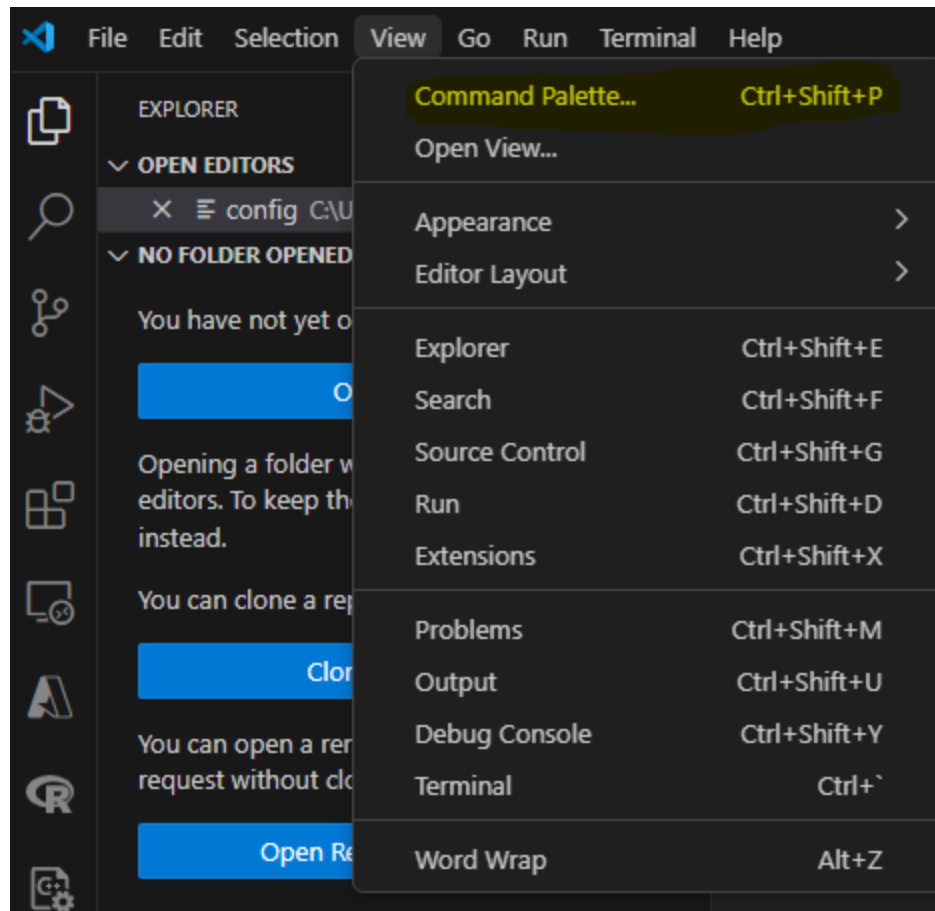 File Edit Selection View Go Run Terminal Help
EXPLORER
OPEN EDITORS
config C:\U
NO FOLDER OPENED
You have not yet o
O
Opening a folder w
editors. To keep the
instead.
You can clone a rep
Clor
You can open a rer
request without clo
Open Re
Command Palette... Ctrl+Shift+P
Open View...
Appearance
Editor Layout
Explorer Ctrl+Shift+E
Search Ctrl+Shift+F
Source Control Ctrl+Shift+G
Run Ctrl+Shift+D
Extensions Ctrl+Shift+X
Problems Ctrl+Shift+M
Output Ctrl+Shift+U
Debug Console Ctrl+Shift+Y
Terminal Ctrl+`
Word Wrap Alt+Z